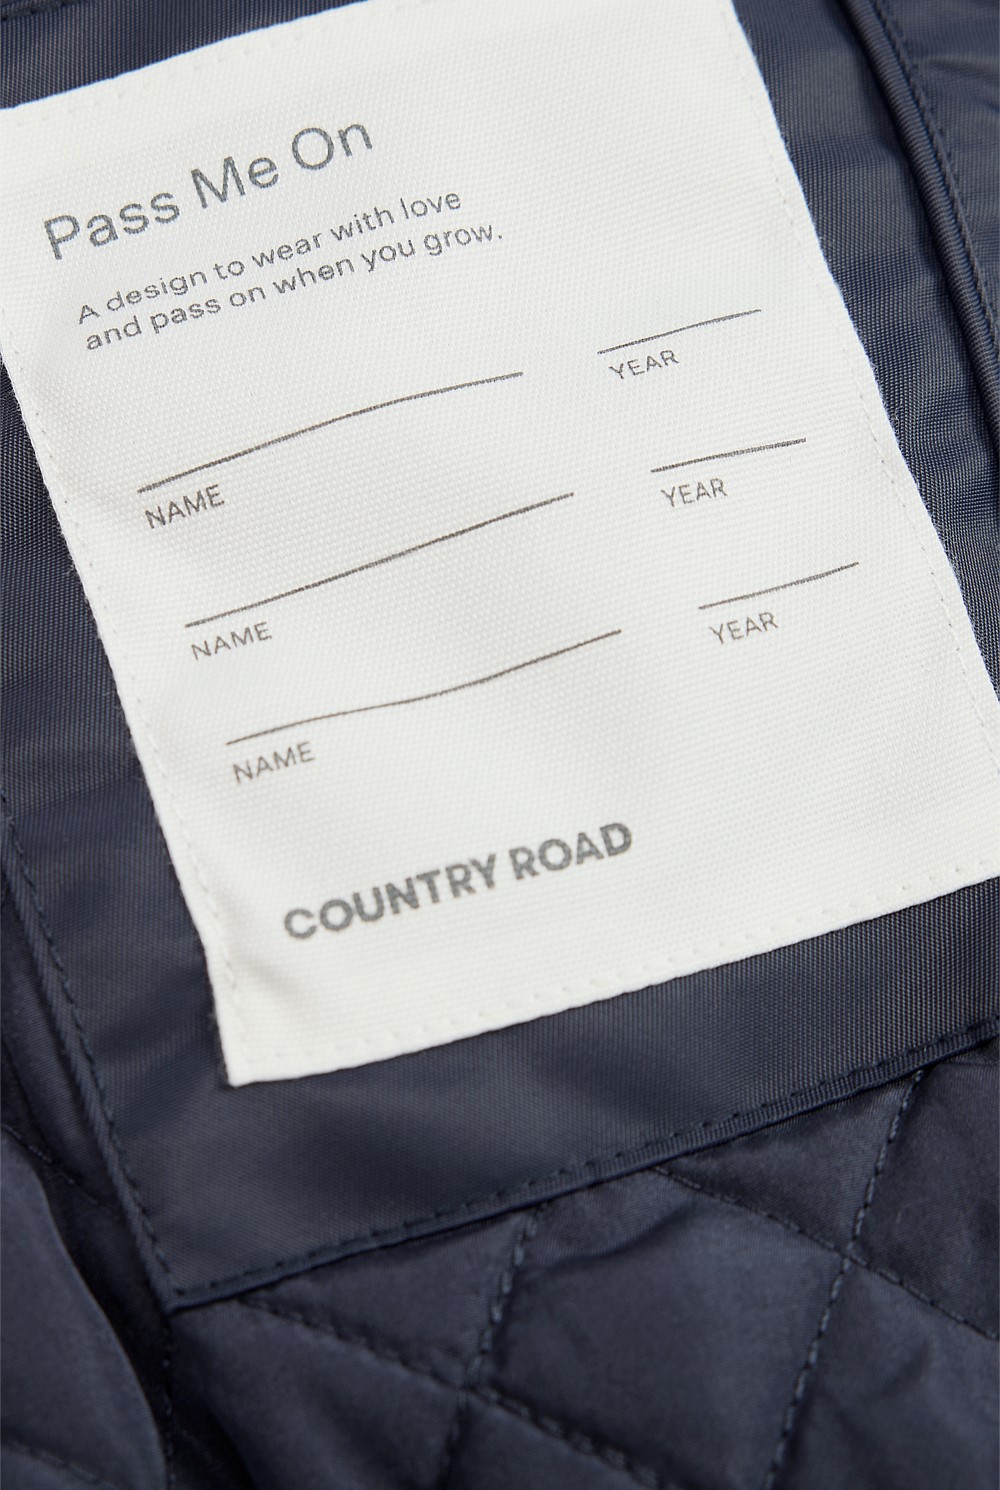 Pass Me On
A design to wear with love
and pass on when you grow.
NAME YEAR
NAME YEAR
NAME YEAR
COUNTRY ROAD